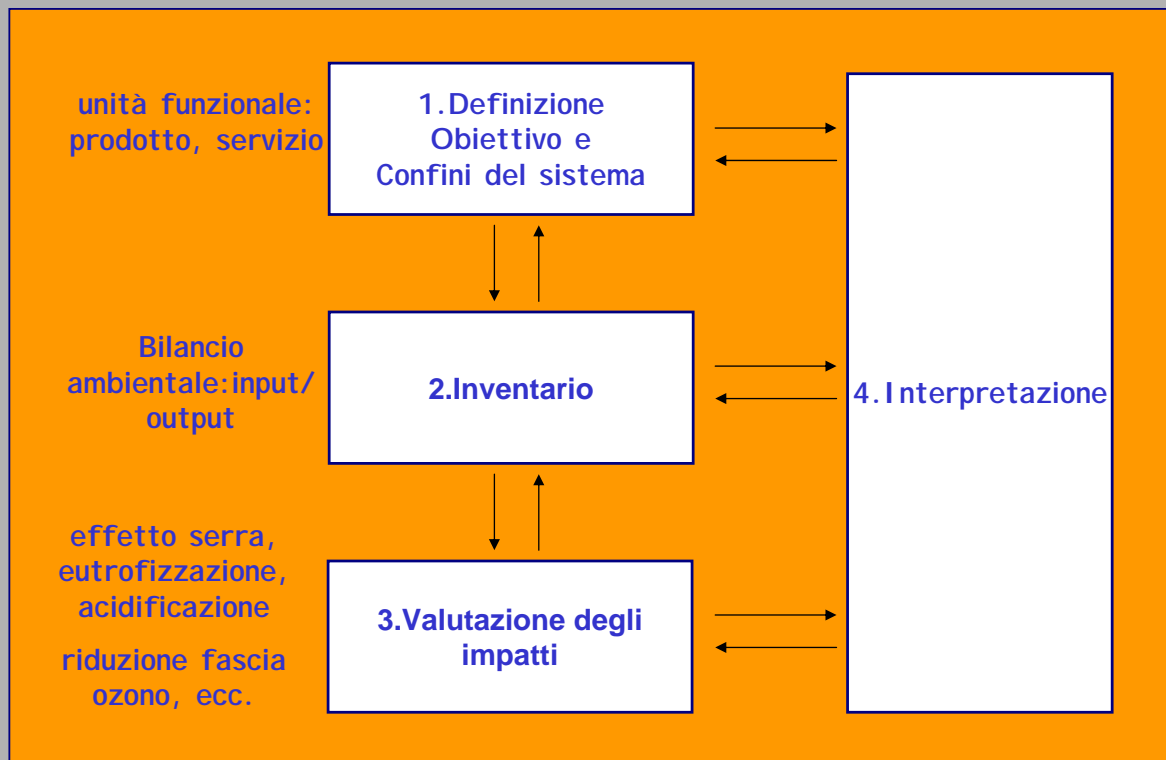 unità funzionale:
prodotto, servizio
1.Definizione
Obiettivo e
Confini del sistema
Bilancio
ambientale:input/
output
2.Inventario
4.Interpretazione
effetto serra,
eutrofizzazione,
acidificazione
riduzione fascia
ozono, ecc.
3.Valutazione degli
impatti